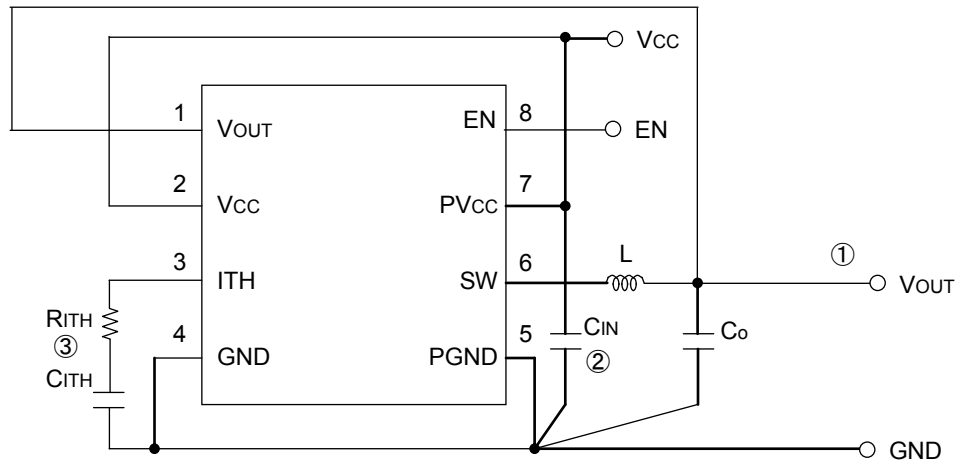 VCC
1
VOUT
EN
8
EN
2
VCC
7
PVCC
3
ITH
6
SW
L
①
VOUT
RITH
③
CITH
4
GND
5
PGND
CIN
②
Co
GND